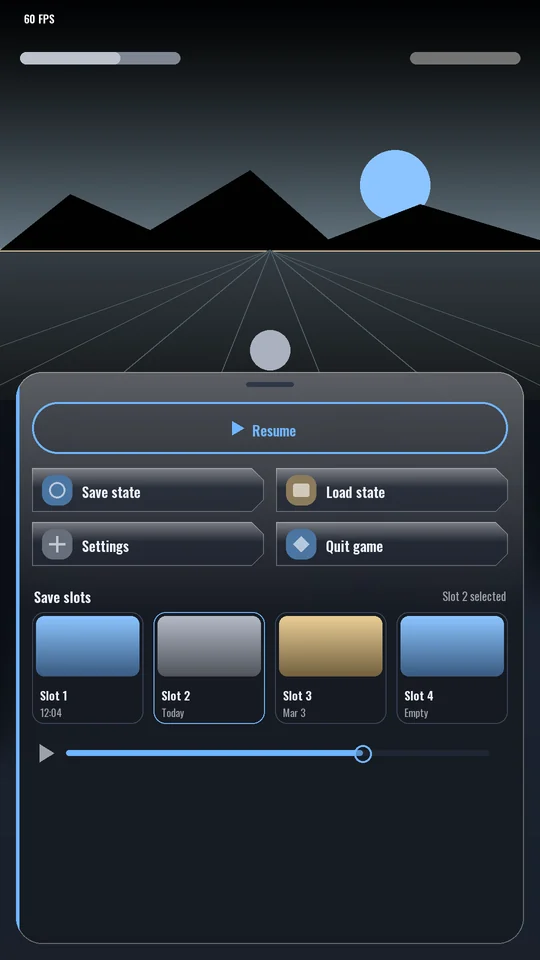 60 FPS
Resume
Save state
Load state
Settings
Quit game
Save slots
Slot 2 selected
Slot 1
12:04
Slot 2
Today
Slot 3
Mar 3
Slot 4
Empty